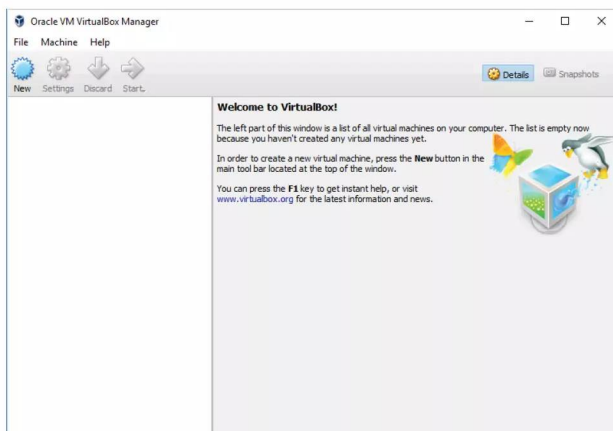 Oracle VM VirtualBox Manager
File Machine Help
New Settings Discard Start.
Details Snapshots
Welcome to VirtualBox!
The left part of this window is a list of all virtual machines on your computer. The list is empty now
because you haven't created any virtual machines yet.
In order to create a new virtual machine, press the New button in the
main tool bar located at the top of the window.
You can press the F1 key to get instant help, or visit
www.virtualbox.org for the latest information and news.